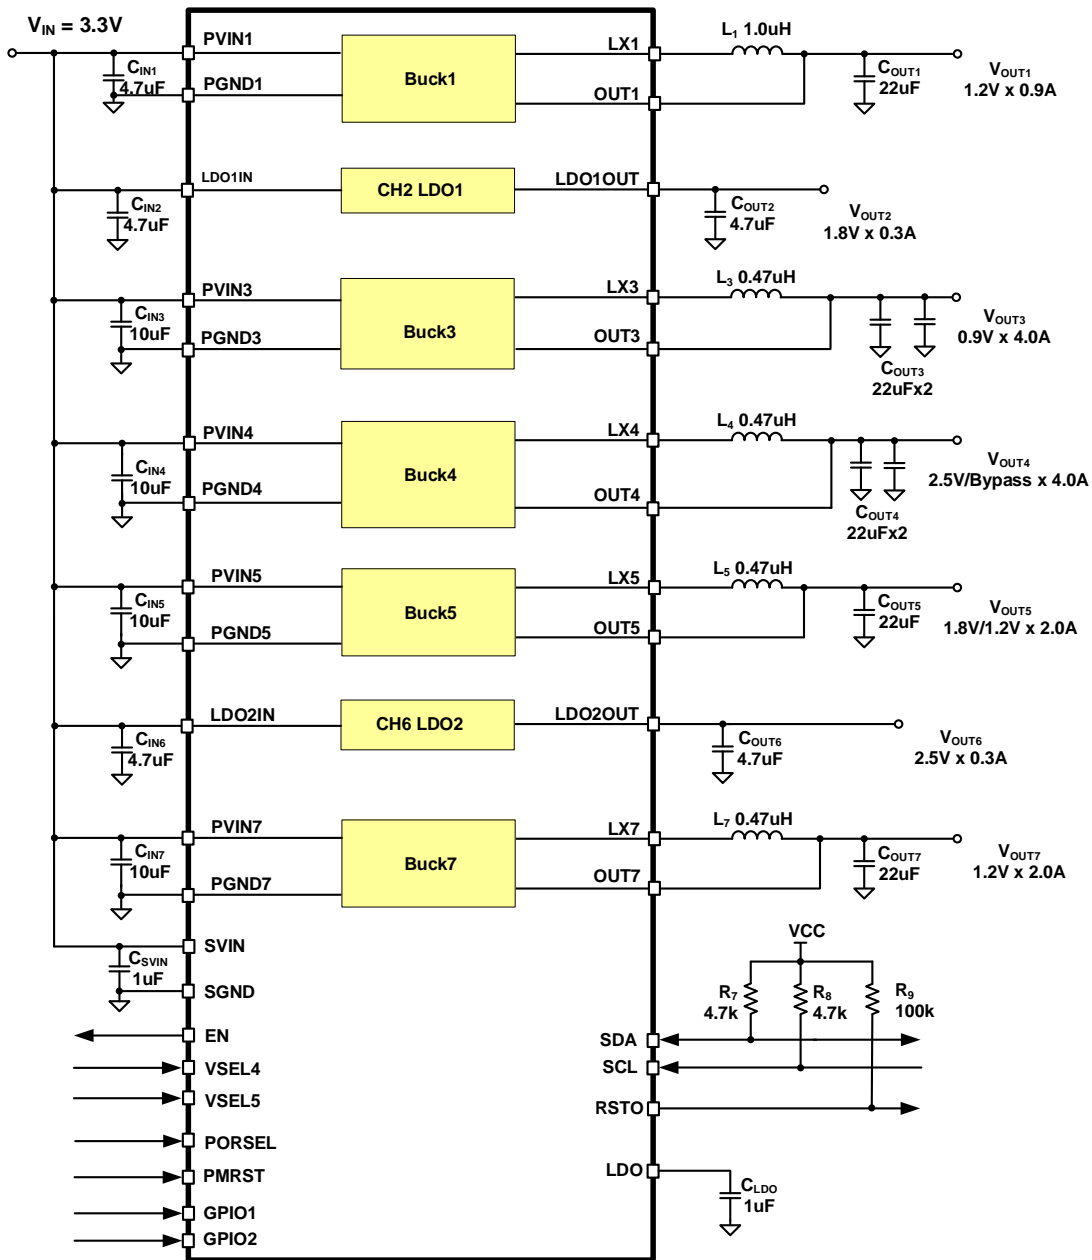 VIN = 3.3V
PVIN1
LX1
L1 1.0uH
CIN1
4.7uF
Buck1
COUT1
22uF
VOUT1
1.2V x 0.9A
PGND1
OUT1
LDO1IN
CH2 LDO1
LDO1OUT
CIN2
4.7uF
COUT2
4.7uF
VOUT2
1.8V x 0.3A
PVIN3
LX3
L3 0.47uH
CIN3
10uF
Buck3
VOUT3
0.9V x 4.0A
PGND3
OUT3
COUT3
22uFx2
PVIN4
LX4
L4 0.47uH
CIN4
10uF
Buck4
VOUT4
2.5V/Bypass x 4.0A
PGND4
OUT4
COUT4
22uFx2
PVIN5
LX5
L5 0.47uH
CIN5
10uF
Buck5
COUT5
22uF
VOUT5
1.8V/1.2V x 2.0A
PGND5
OUT5
LDO2IN
CH6 LDO2
LDO2OUT
CIN6
4.7uF
COUT6
4.7uF
VOUT6
2.5V x 0.3A
PVIN7
LX7
L7 0.47uH
CIN7
10uF
Buck7
COUT7
22uF
VOUT7
1.2V x 2.0A
PGND7
OUT7
SVIN
CSVIN
1uF
SGND
VCC
R7
4.7k
R8
4.7k
R9
100k
EN
SDA
VSEL4
SCL
VSEL5
RSTO
PORSEL
PMRST
LDO
CLDO
1uF
GPIO1
GPIO2